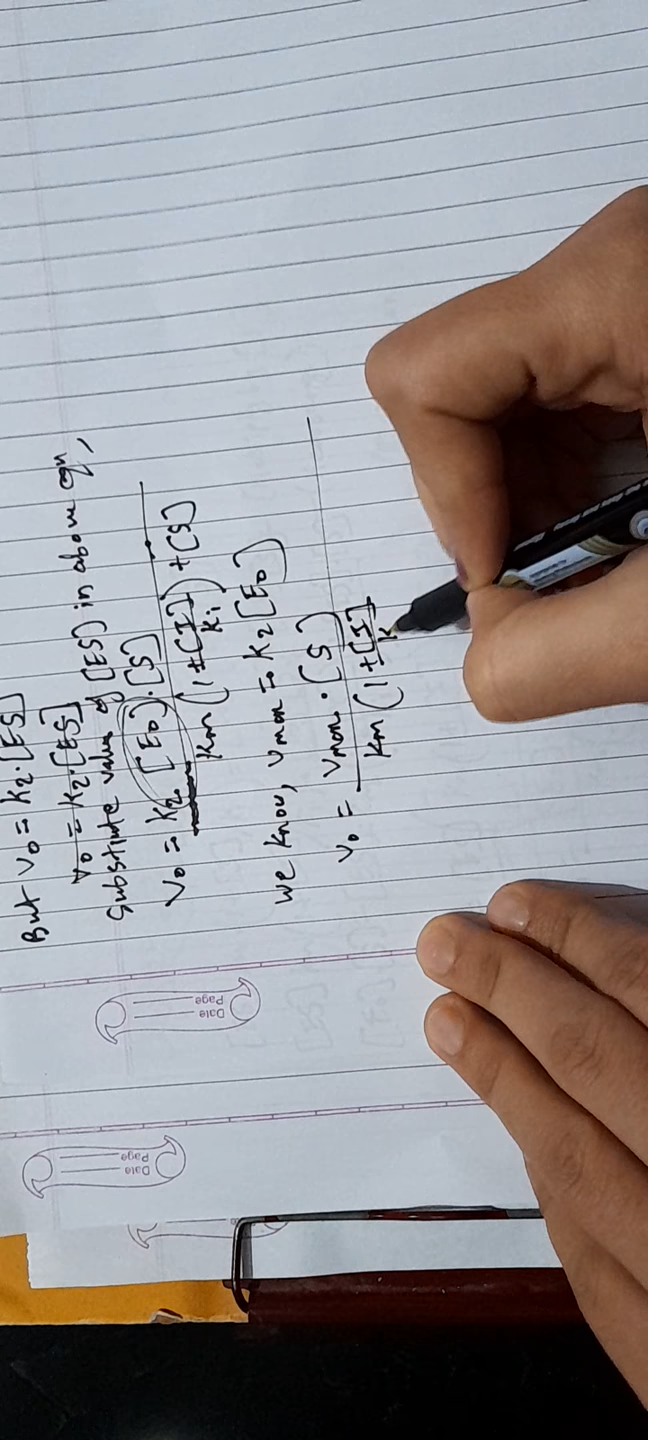 But V0 = K2·[ES]
V0 = K2·[ES]
Substitute value of [ES] in above eqn,
V0 = K2 [E0]·[S]
Km (1+[I]) + [S]
Ki
We know, Vmax = K2 [E0]
V0 = Vmax · [S]
Km (1+[I]
K
Date
Page
Date
Page